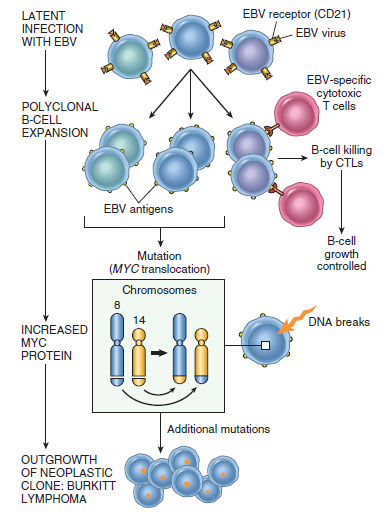 LATENT
INFECTION
WITH EBV
EBV receptor (CD21)
EBV virus
EBV-specific
cytotoxic
T cells
POLYCLONAL
B-CELL
EXPANSION
B-cell killing
by CTLs
EBV antigens
B-cell
growth
controlled
Mutation
(MYC translocation)
Chromosomes
8
14
INCREASED
MYC
PROTEIN
DNA breaks
Additional mutations
OUTGROWTH
OF NEOPLASTIC
CLONE: BURKITT
LYMPHOMA